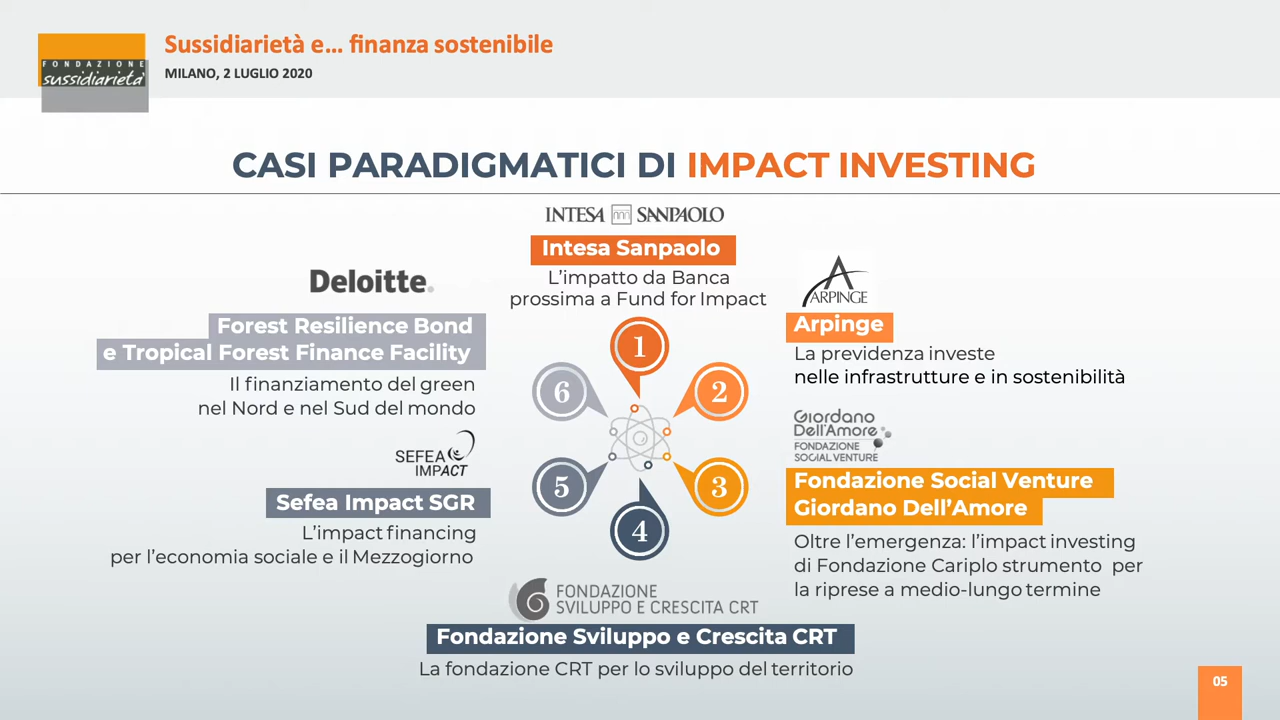 FONDAZIONE
sussidiarietà
Sussidiarietà e... finanza sostenibile
MILANO, 2 LUGLIO 2020
CASI PARADIGMATICI DI IMPACT INVESTING
INTESA SANPAOLO
Intesa Sanpaolo
L'impatto da Banca
prossima a Fund for Impact
1
ARPINGE
Arpinge
La previdenza investe
nelle infrastrutture e in sostenibilità
2
Giordano
Dell'Amore
FONDAZIONE
SOCIAL VENTURE
Fondazione Social Venture
Giordano Dell'Amore
Oltre l'emergenza: l'impact investing
di Fondazione Cariplo strumento per
la riprese a medio-lungo termine
3
4
FONDAZIONE
SVILUPPO E CRESCITA CRT
Fondazione Sviluppo e Crescita CRT
La fondazione CRT per lo sviluppo del territorio
5
SEFEA
IMPACT
Sefea Impact SGR
L'impact financing
per l'economia sociale e il Mezzogiorno
6
Deloitte.
Forest Resilience Bond
e Tropical Forest Finance Facility
Il finanziamento del green
nel Nord e nel Sud del mondo
05